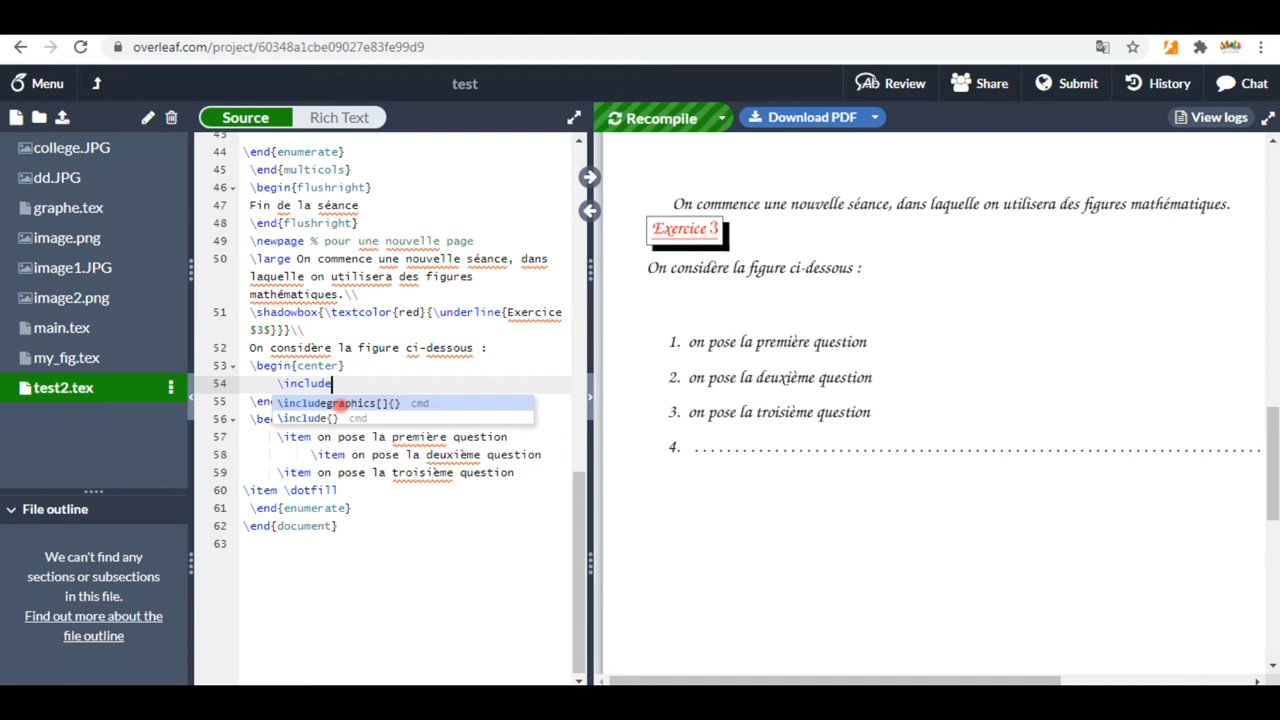 overleaf.com/project/60348a1cbe09027e83fe99d9
Menu
test
Review
Share
Submit
History
Chat
Source
Rich Text
Recompile
Download PDF
View logs
college.JPG
dd.JPG
graphe.tex
image.png
image1.JPG
image2.png
main.tex
my_fig.tex
test2.tex
File outline
We can't find any
sections or subsections
in this file.
Find out more about the
file outline
43
44 \end{enumerate}
45 \end{multicols}
46 \begin{flushright}
47 Fin de la séance
48 \end{flushright}
49 \newpage % pour une nouvelle page
50 \large On commence une nouvelle séance, dans
laquelle on utilisera des figures
mathématiques.\\
51 \shadowbox{\textcolor{red}{\underline{Exercice
$3$}}}\\
52 On considère la figure ci-dessous :
53 \begin{center}
54 \include
\includegraphics[]{} cmd
\include{} cmd
55 \en
56 \be
57 \item on pose la première question
58 \item on pose la deuxième question
59 \item on pose la troisième question
60 \item \dotfill
61 \end{enumerate}
62 \end{document}
63
On commence une nouvelle séance, dans laquelle on utilisera des figures mathématiques.
Exercice 3
On considère la figure ci-dessous :
1. on pose la première question
2. on pose la deuxième question
3. on pose la troisième question
4. . . . . . . . . . . . . . . . . . . . . . . . . . . . . . . . . . . . . . . . . . . . . . . . . . . . . . .